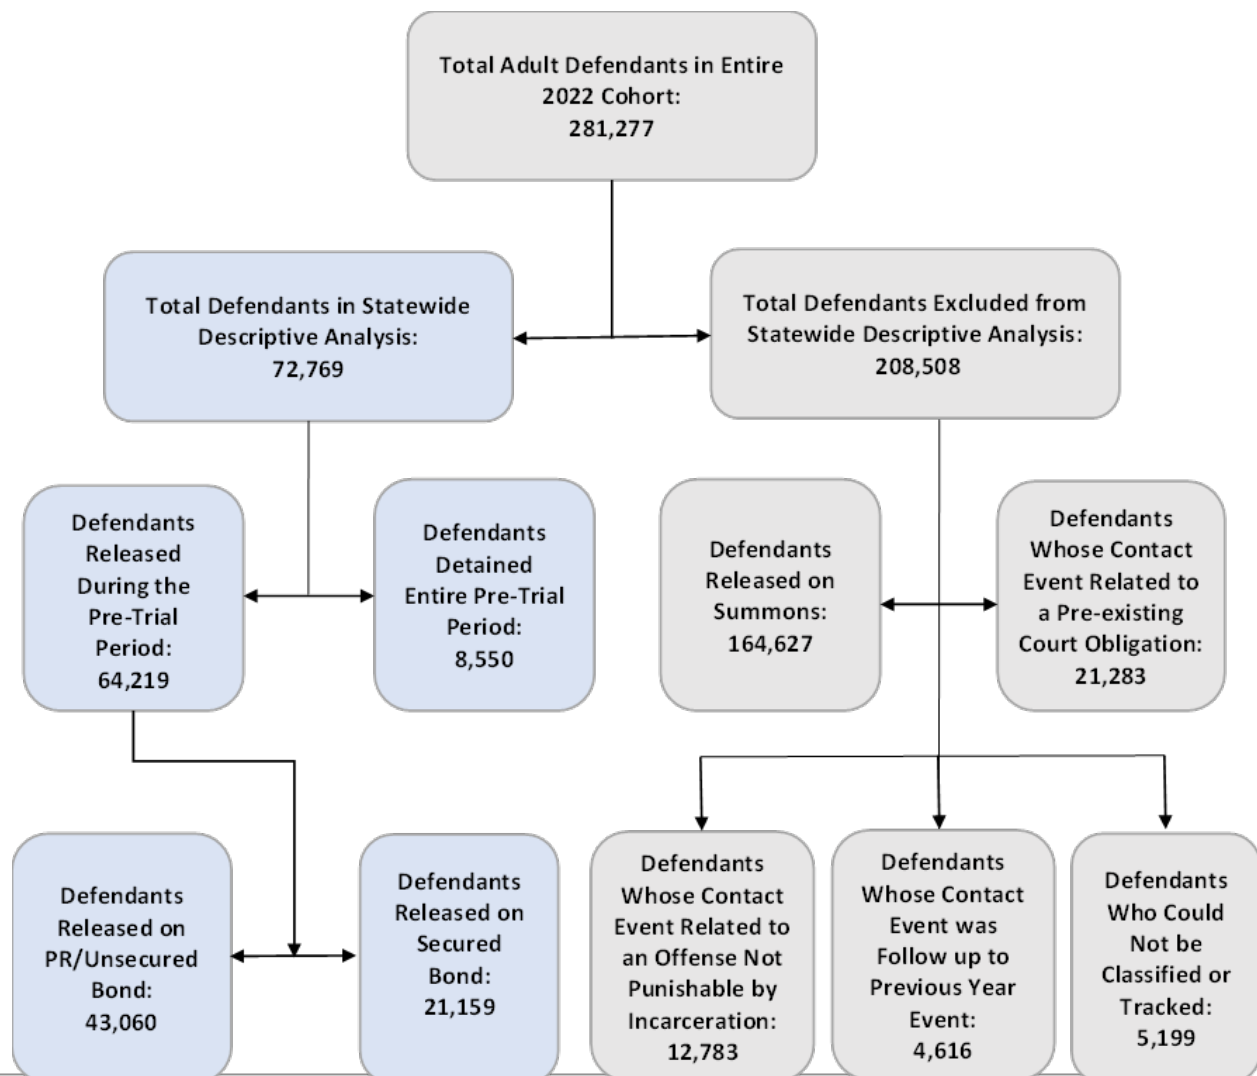 Total Adult Defendants in Entire
2022 Cohort:
281,277
Total Defendants in Statewide
Descriptive Analysis:
72,769
Total Defendants Excluded from
Statewide Descriptive Analysis:
208,508
Defendants
Released
During the
Pre-Trial
Period:
64,219
Defendants
Detained
Entire Pre-Trial
Period:
8,550
Defendants
Released on
Summons:
164,627
Defendants
Whose Contact
Event Related to
a Pre-existing
Court Obligation:
21,283
Defendants
Released on
PR/Unsecured
Bond:
43,060
Defendants
Released on
Secured
Bond:
21,159
Defendants
Whose Contact
Event Related to
an Offense Not
Punishable by
Incarceration:
12,783
Defendants
Whose Contact
Event was
Follow up to
Previous Year
Event:
4,616
Defendants
Who Could
Not be
Classified or
Tracked:
5,199